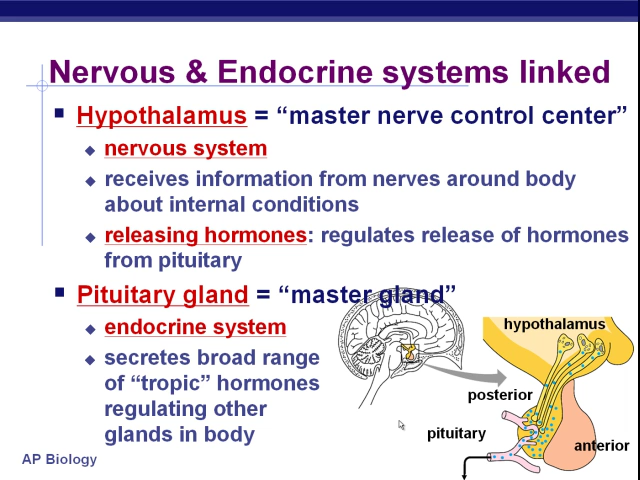 Nervous & Endocrine systems linked
Hypothalamus = “master nerve control center”
nervous system
receives information from nerves around body
about internal conditions
releasing hormones: regulates release of hormones
from pituitary
Pituitary gland = “master gland”
endocrine system
secretes broad range
of “tropic” hormones
regulating other
glands in body
hypothalamus
posterior
pituitary
anterior
AP Biology